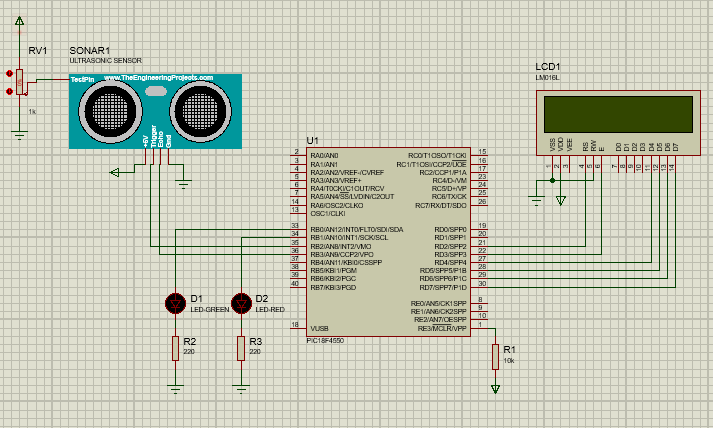 RV1
1k
SONAR1
ULTRASONIC SENSOR
TestPin
www.TheEngineeringProjects.com
+5V
Trigger
Echo
Gnd
U1
2 RA0/AN0
3 RA1/AN1
4 RA2/AN2/VREF-/CVREF
5 RA3/AN3/VREF+
6 RA4/T0CKI/C1OUT/RCV
7 RA5/AN4/SS/LVDIN/C2OUT
14 RA6/OSC2/CLKO
13 OSC1/CLKI
33 RB0/AN12/INT0/FLT0/SDI/SDA
34 RB1/AN10/INT1/SCK/SCL
35 RB2/AN8/INT2/VMO
36 RB3/AN9/CCP2/VPO
37 RB4/AN11/KBI0/CSSPP
38 RB5/KBI1/PGM
39 RB6/KBI2/PGC
40 RB7/KBI3/PGD
18 VUSB
RC0/T1OSO/T1CKI 15
RC1/T1OSI/CCP2/UOE 16
RC2/CCP1/P1A 17
RC4/D-/VM 23
RC5/D+/VP 24
RC6/TX/CK 25
RC7/RX/DT/SDO 26
RD0/SPP0 19
RD1/SPP1 20
RD2/SPP2 21
RD3/SPP3 22
RD4/SPP4 27
RD5/SPP5/P1B 28
RD6/SPP6/P1C 29
RD7/SPP7/P1D 30
RE0/AN5/CK1SPP 8
RE1/AN6/CK2SPP 9
RE2/AN7/OESPP 10
RE3/MCLR/VPP 1
PIC18F4550
LCD1
LM016L
VSS
VDD
VEE
RS
RW
E
D0
D1
D2
D3
D4
D5
D6
D7
1
2
3
4
5
6
7
8
9
10
11
12
13
14
D1
LED-GREEN
D2
LED-RED
R2
220
R3
220
R1
10k